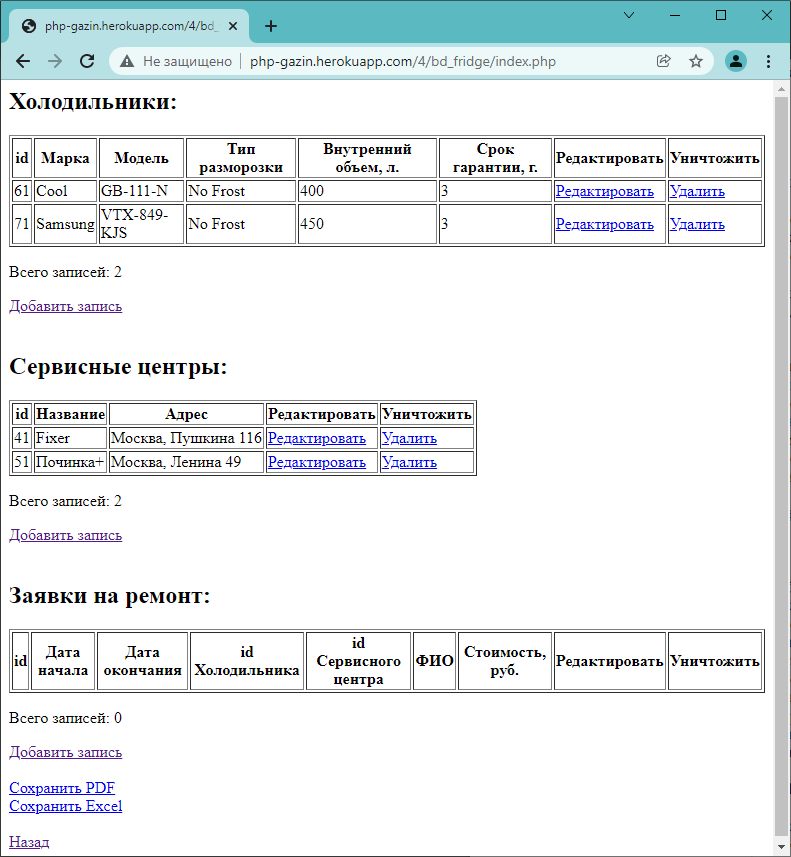 php-gazin.herokuapp.com/4/bd_
Не защищено | php-gazin.herokuapp.com/4/bd_fridge/index.php
Холодильники:
id Марка Модель Тип разморозки Внутренний объем, л. Срок гарантии, г. Редактировать Уничтожить
61 Cool GB-111-N No Frost 400 3 Редактировать Удалить
71 Samsung VTX-849-KJS No Frost 450 3 Редактировать Удалить
Всего записей: 2
Добавить запись
Сервисные центры:
id Название Адрес Редактировать Уничтожить
41 Fixer Москва, Пушкина 116 Редактировать Удалить
51 Починка+ Москва, Ленина 49 Редактировать Удалить
Всего записей: 2
Добавить запись
Заявки на ремонт:
id Дата начала Дата окончания id Холодильника id Сервисного центра ФИО Стоимость, руб. Редактировать Уничтожить
Всего записей: 0
Добавить запись
Сохранить PDF
Сохранить Excel
Назад